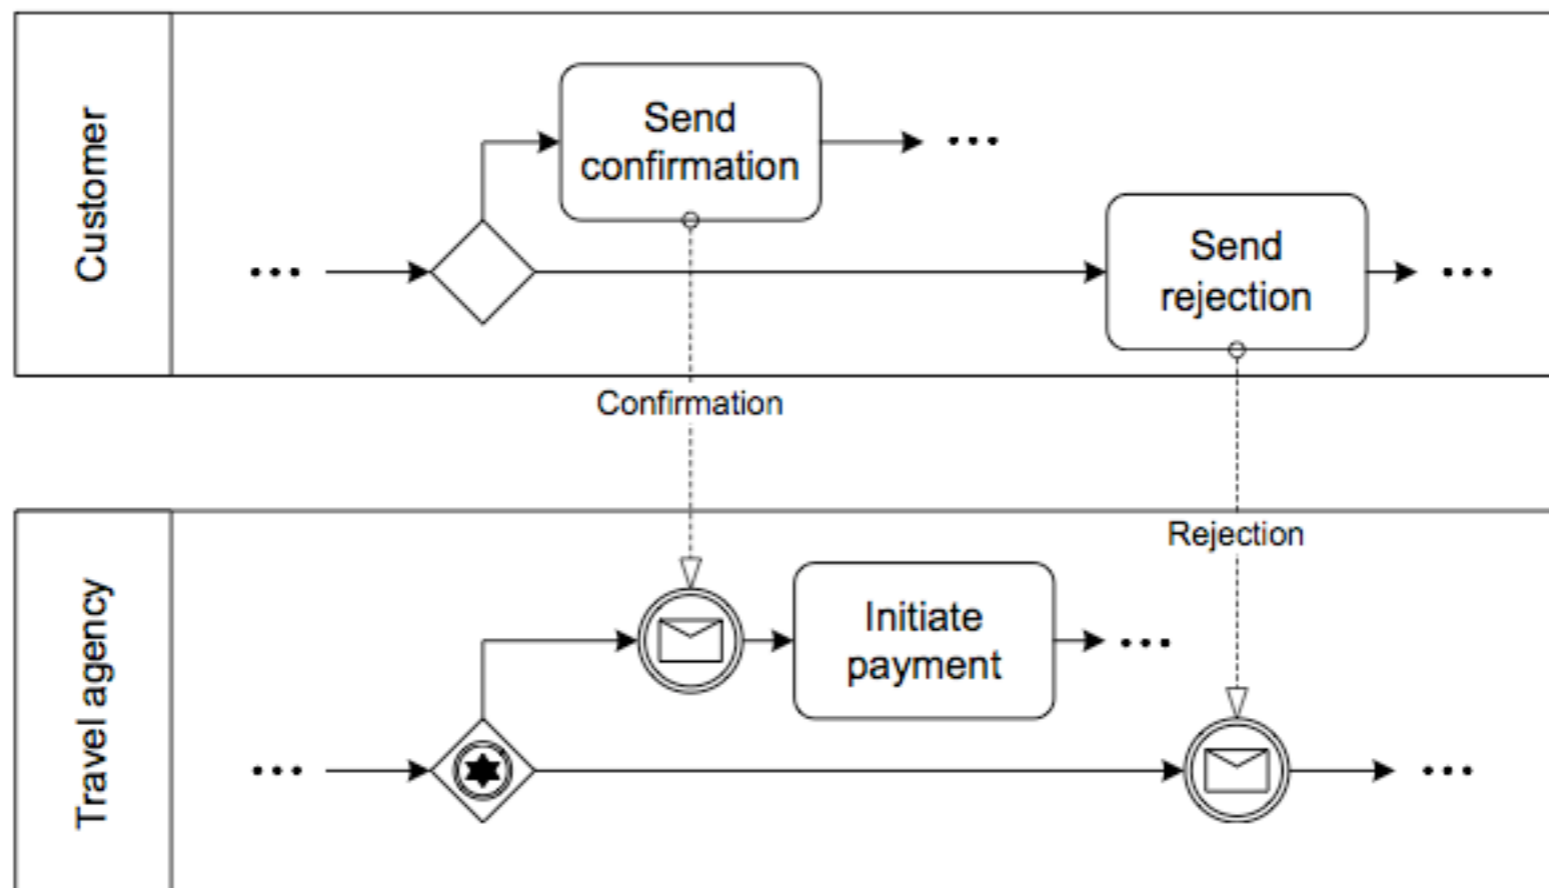 Customer
Send
confirmation
...
...
Send
rejection
...
Confirmation
Travel agency
Rejection
Initiate
payment
...
...
...